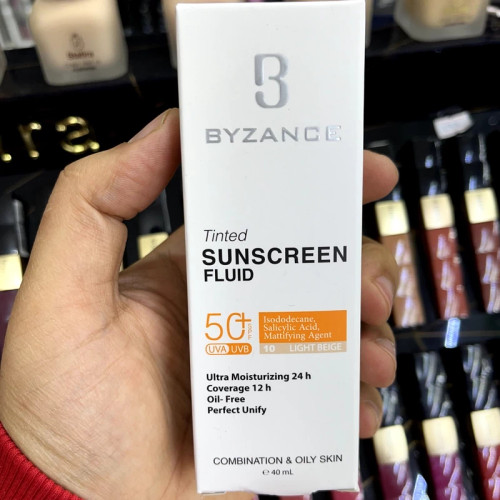 BYZANCE
Tinted
SUNSCREEN
FLUID
50+
UVA UVB
Isododecane,
Salicylic Acid,
Mattifying Agent
10 LIGHT BEIGE
Ultra Moisturizing 24 h
Coverage 12 h
Oil- Free
Perfect Unify
COMBINATION & OILY SKIN
℮ 40 mL